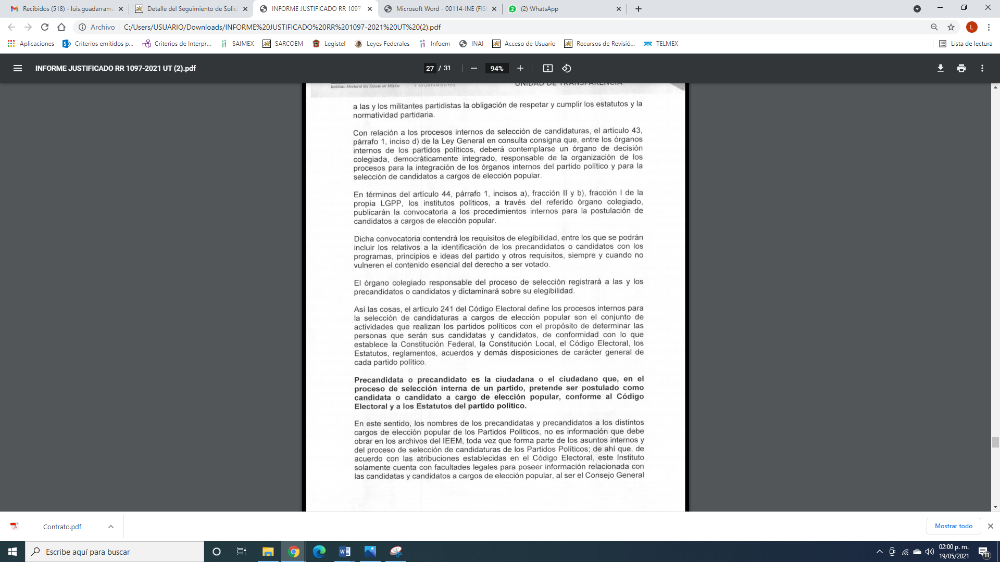 Recibidos (518) - luis.guadarrama
Detalle del Seguimiento de Solici
INFORME JUSTIFICADO RR 1097-
Microsoft Word - 00114-INE (FIS
(2) WhatsApp
Archivo
C:/Users/USUARIO/Downloads/INFORME%20JUSTIFICADO%20RR%201097-2021%20UT%20(2).pdf
L
Aplicaciones
Criterios emitidos p...
Criterios de Interpr...
SAIMEX
SARCOEM
Legistel
Leyes Federales
Infoem
INAI
Acceso de Usuario
Recursos de Revisió...
TELMEX
Lista de lectura
INFORME JUSTIFICADO RR 1097-2021 UT (2).pdf
27 / 31
94%
Instituto Electoral del Estado de México
Y AYUNTAMIENTOS
UNIDAD DE TRANSPARENCIA
a las y los militantes partidistas la obligación de respetar y cumplir los estatutos y la
normatividad partidaria.
Con relación a los procesos internos de selección de candidaturas, el artículo 43,
párrafo 1, inciso d) de la Ley General en consulta consigna que, entre los órganos
internos de los partidos políticos, deberá contemplarse un órgano de decisión
colegiada, democráticamente integrado, responsable de la organización de los
procesos para la integración de los órganos internos del partido político y para la
selección de candidatos a cargos de elección popular.
En términos del artículo 44, párrafo 1, incisos a), fracción II y b), fracción I de la
propia LGPP, los institutos políticos, a través del referido órgano colegiado,
publicarán la convocatoria a los procedimientos internos para la postulación de
candidatos a cargos de elección popular.
Dicha convocatoria contendrá los requisitos de elegibilidad, entre los que se podrán
incluir los relativos a la identificación de los precandidatos o candidatos con los
programas, principios e ideas del partido y otros requisitos, siempre y cuando no
vulneren el contenido esencial del derecho a ser votado.
El órgano colegiado responsable del proceso de selección registrará a las y los
precandidatos o candidatos y dictaminará sobre su elegibilidad.
Así las cosas, el artículo 241 del Código Electoral define los procesos internos para
la selección de candidaturas a cargos de elección popular son el conjunto de
actividades que realizan los partidos políticos con el propósito de determinar las
personas que serán sus candidatas y candidatos, de conformidad con lo que
establece la Constitución Federal, la Constitución Local, el Código Electoral, los
Estatutos, reglamentos, acuerdos y demás disposiciones de carácter general de
cada partido político.
Precandidata o precandidato es la ciudadana o el ciudadano que, en el
proceso de selección interna de un partido, pretende ser postulado como
candidata o candidato a cargo de elección popular, conforme al Código
Electoral y a los Estatutos del partido político.
En este sentido, los nombres de los precandidatas y precandidatos a los distintos
cargos de elección popular de los Partidos Políticos, no es información que debe
obrar en los archivos del IEEM, toda vez que forma parte de los asuntos internos y
del proceso de selección de candidaturas de los Partidos Políticos; de ahí que, de
acuerdo con las atribuciones establecidas en el Código Electoral, este Instituto
solamente cuenta con facultades legales para poseer información relacionada con
las candidatas y candidatos a cargos de elección popular, al ser el Consejo General
Contrato.pdf
Mostrar todo
Escribe aquí para buscar
02:00 p. m.
19/05/2021
11